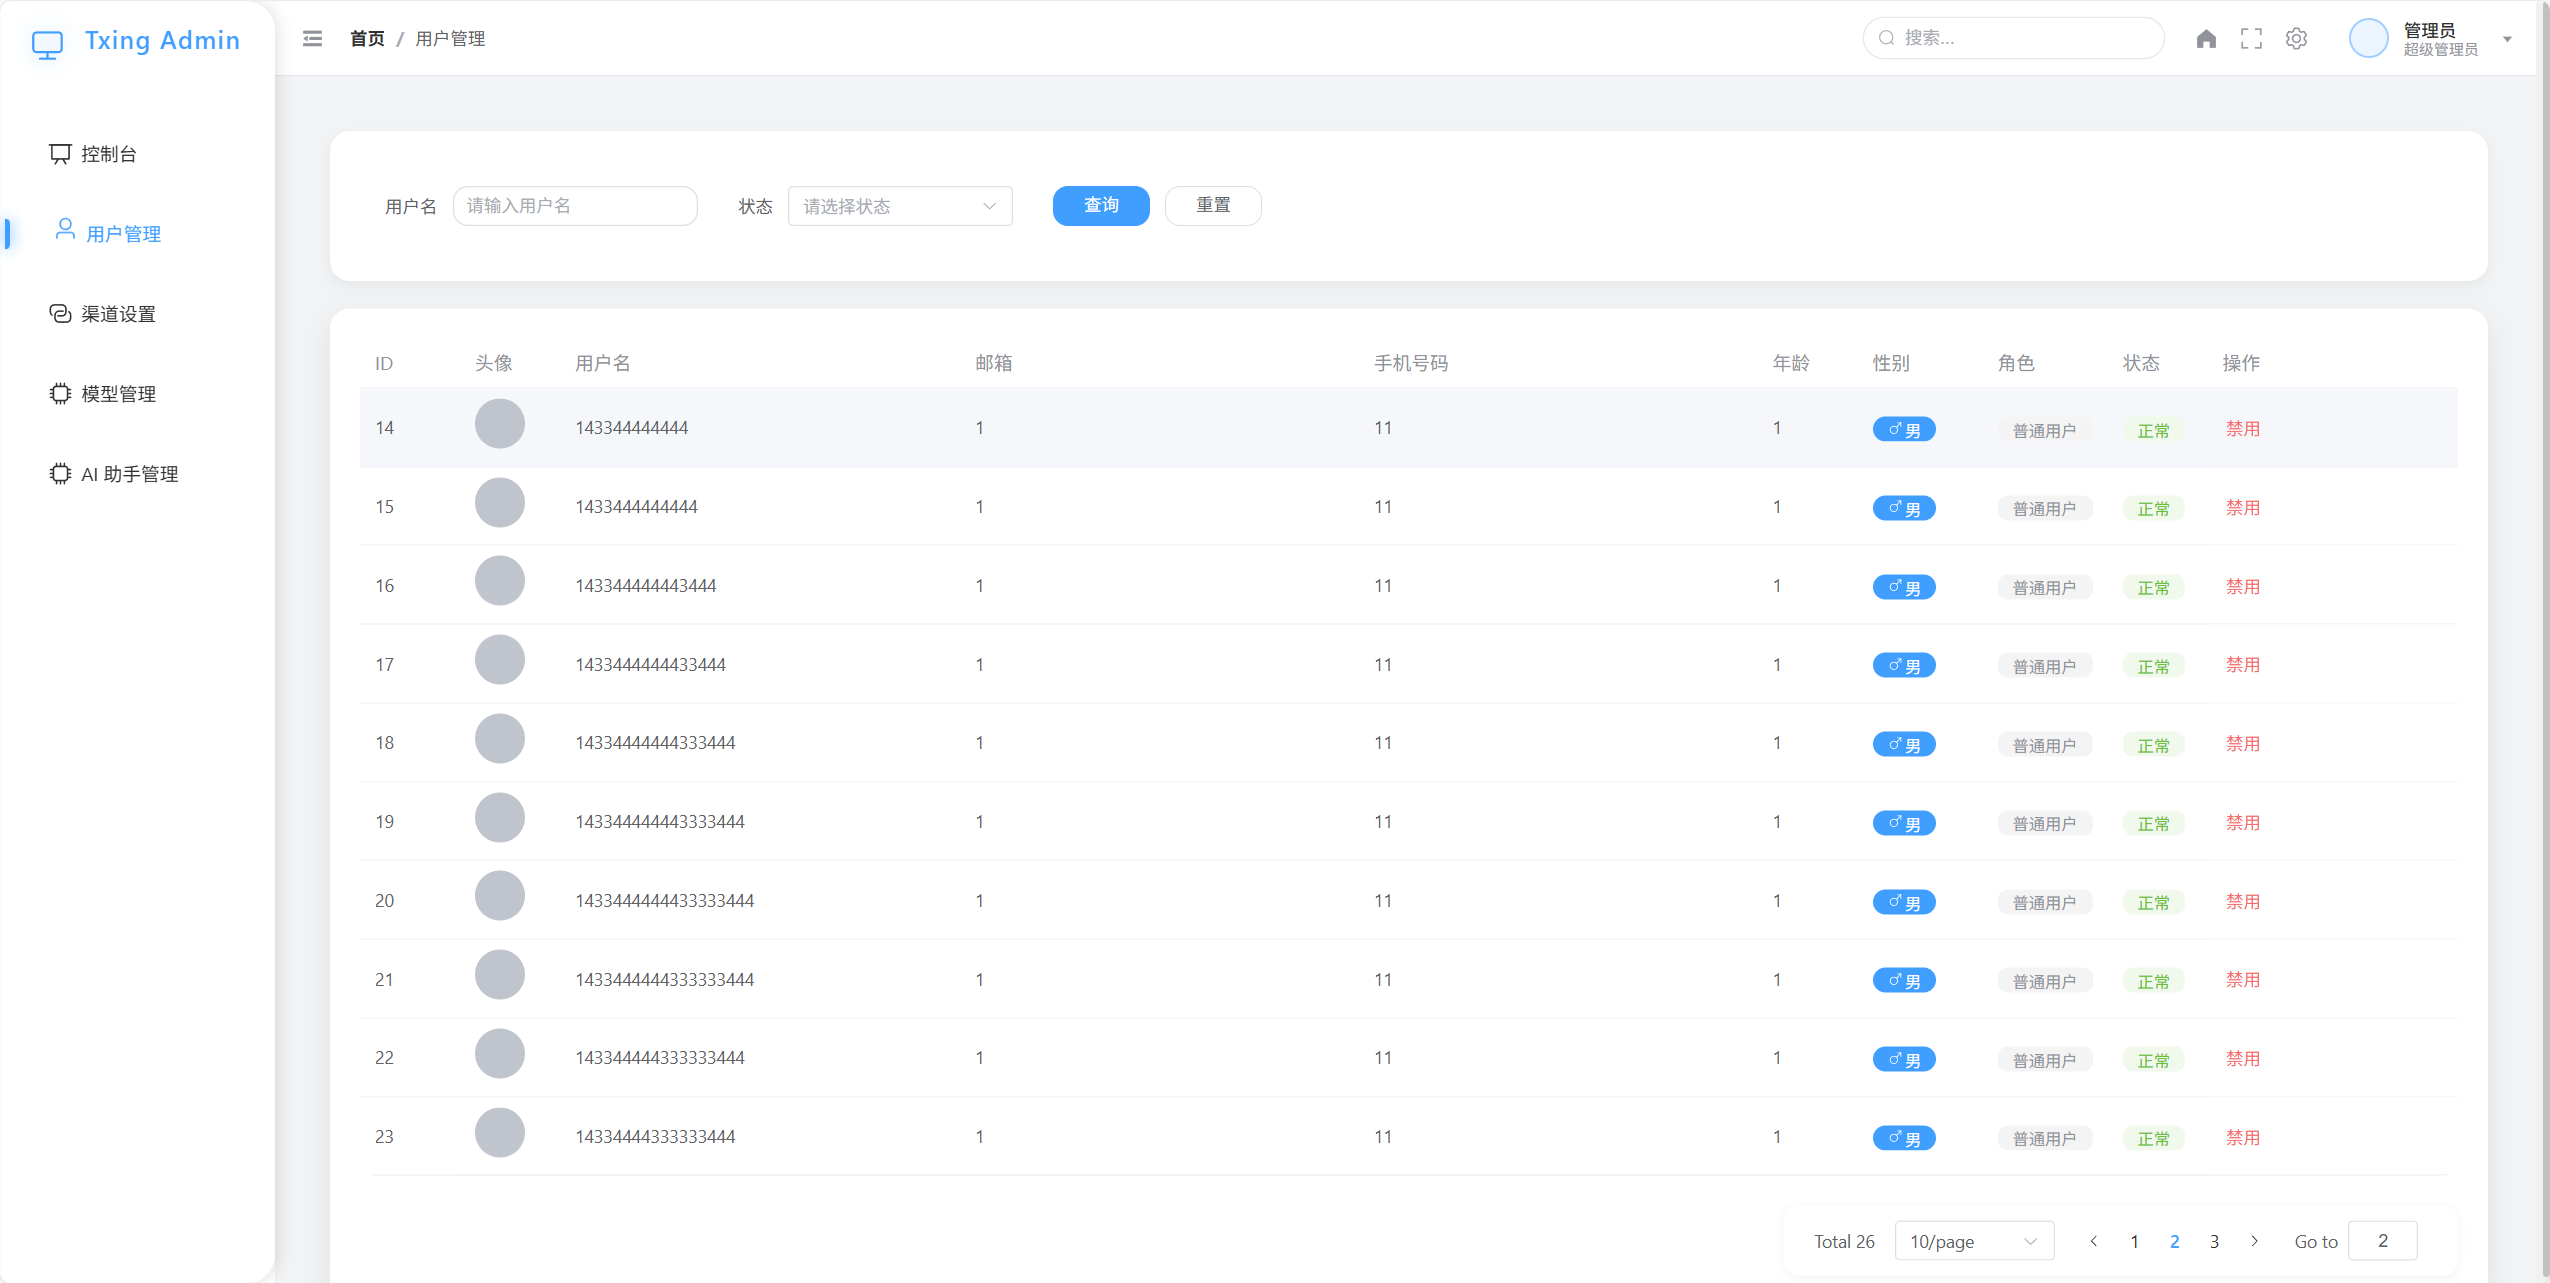 Txing Admin
首页 / 用户管理
搜索...
管理员
超级管理员
控制台
用户管理
渠道设置
模型管理
AI 助手管理
用户名 请输入用户名 状态 请选择状态 查询 重置
ID 头像 用户名 邮箱 手机号码 年龄 性别 角色 状态 操作
14 143344444444 1 11 1 ♂男 普通用户 正常 禁用
15 1433444444444 1 11 1 ♂男 普通用户 正常 禁用
16 143344444443444 1 11 1 ♂男 普通用户 正常 禁用
17 1433444444433444 1 11 1 ♂男 普通用户 正常 禁用
18 14334444444333444 1 11 1 ♂男 普通用户 正常 禁用
19 143344444443333444 1 11 1 ♂男 普通用户 正常 禁用
20 1433444444433333444 1 11 1 ♂男 普通用户 正常 禁用
21 1433444444333333444 1 11 1 ♂男 普通用户 正常 禁用
22 143344444333333444 1 11 1 ♂男 普通用户 正常 禁用
23 14334444333333444 1 11 1 ♂男 普通用户 正常 禁用
Total 26 10/page 1 2 3 Go to 2